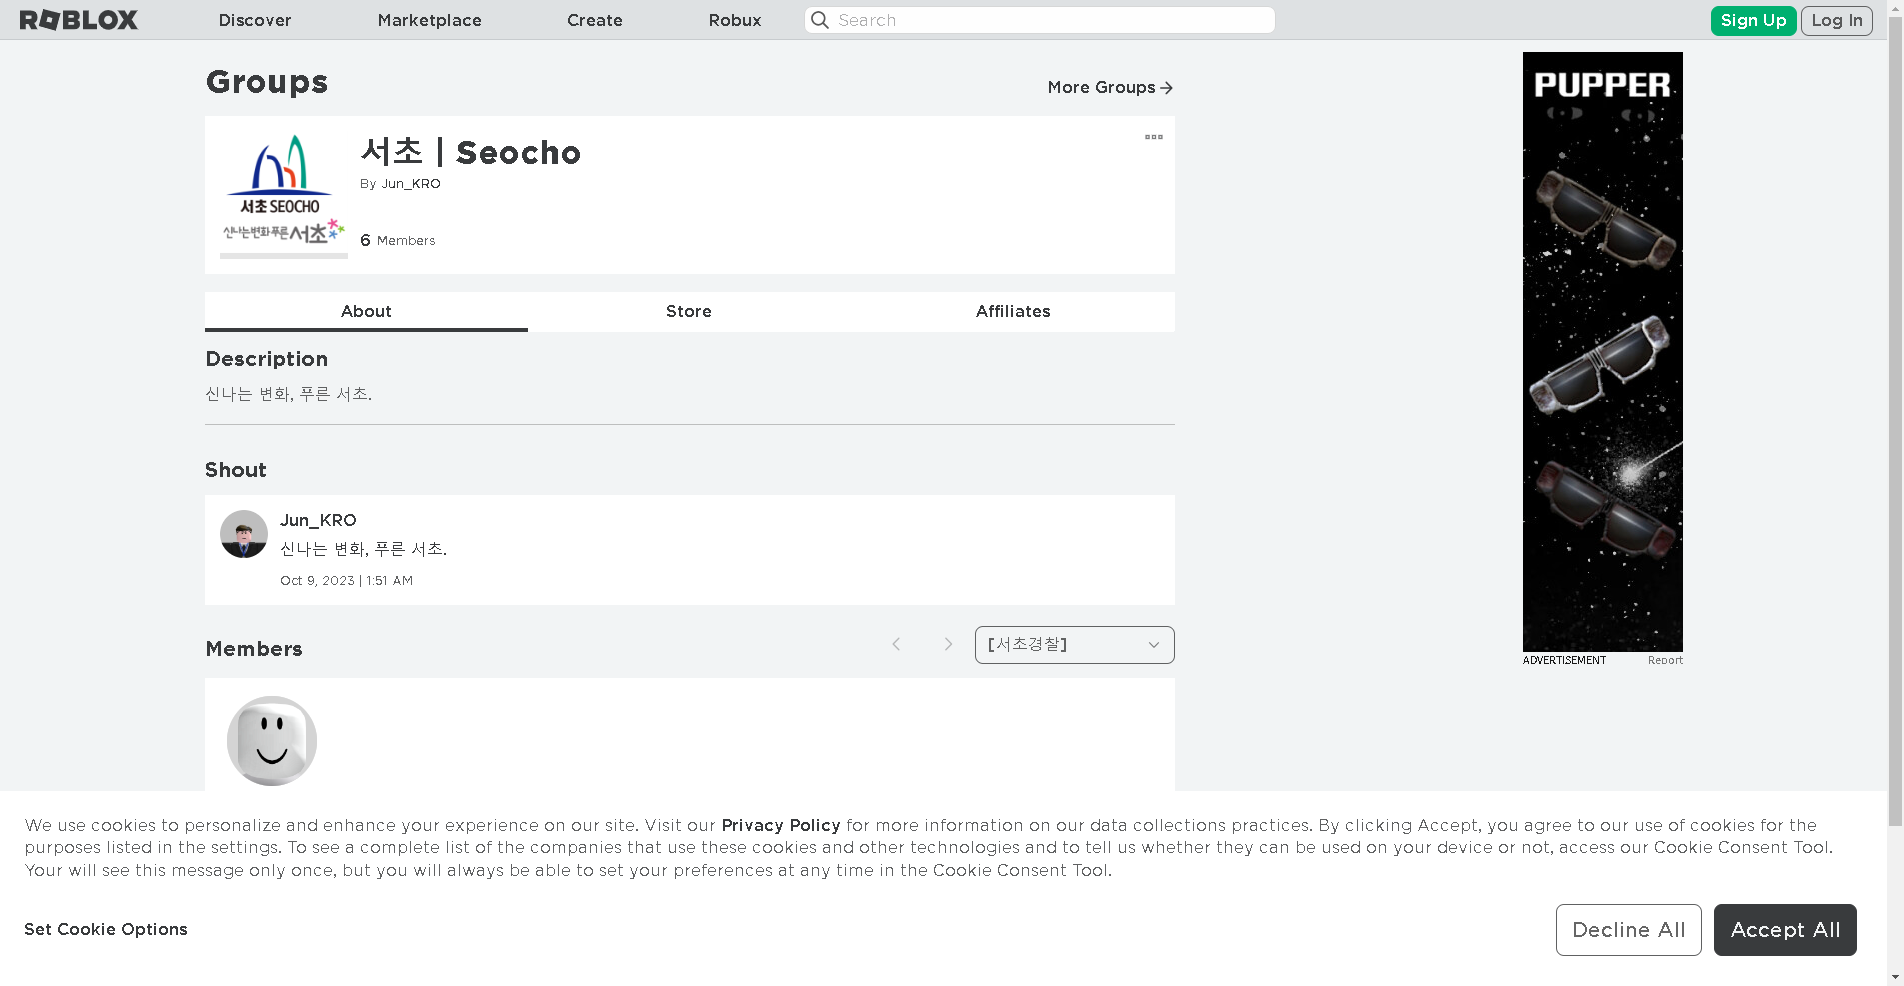 ROBLOX
Discover
Marketplace
Create
Robux
Search
Sign Up
Log In
Groups
More Groups
서초 SEOCHO
신나는변화 푸른 서초
서초 | Seocho
By Jun_KRO
6 Members
About
Store
Affiliates
Description
신나는 변화, 푸른 서초.
Shout
Jun_KRO
신나는 변화, 푸른 서초.
Oct 9, 2023 | 1:51 AM
Members
[서초경찰]
PUPPER
ADVERTISEMENT
Report
We use cookies to personalize and enhance your experience on our site. Visit our Privacy Policy for more information on our data collections practices. By clicking Accept, you agree to our use of cookies for the
purposes listed in the settings. To see a complete list of the companies that use these cookies and other technologies and to tell us whether they can be used on your device or not, access our Cookie Consent Tool.
Your will see this message only once, but you will always be able to set your preferences at any time in the Cookie Consent Tool.
Set Cookie Options
Decline All
Accept All